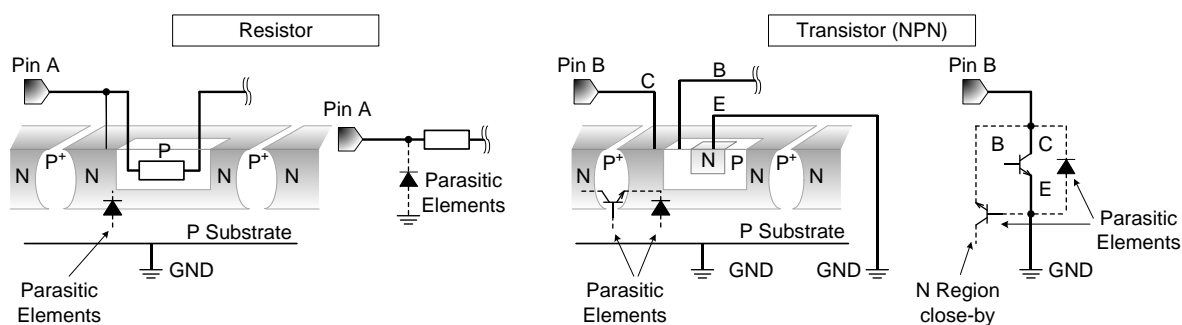 Resistor
Transistor (NPN)
Pin A
Pin A
P
N
P+
N
N
P+
N
Parasitic
Elements
P Substrate
GND
Parasitic
Elements
Pin B
C
B
E
N
P+
N
N
P
N
P+
N
P Substrate
GND
GND
Parasitic
Elements
Pin B
B
C
E
Parasitic
Elements
GND
N Region
close-by